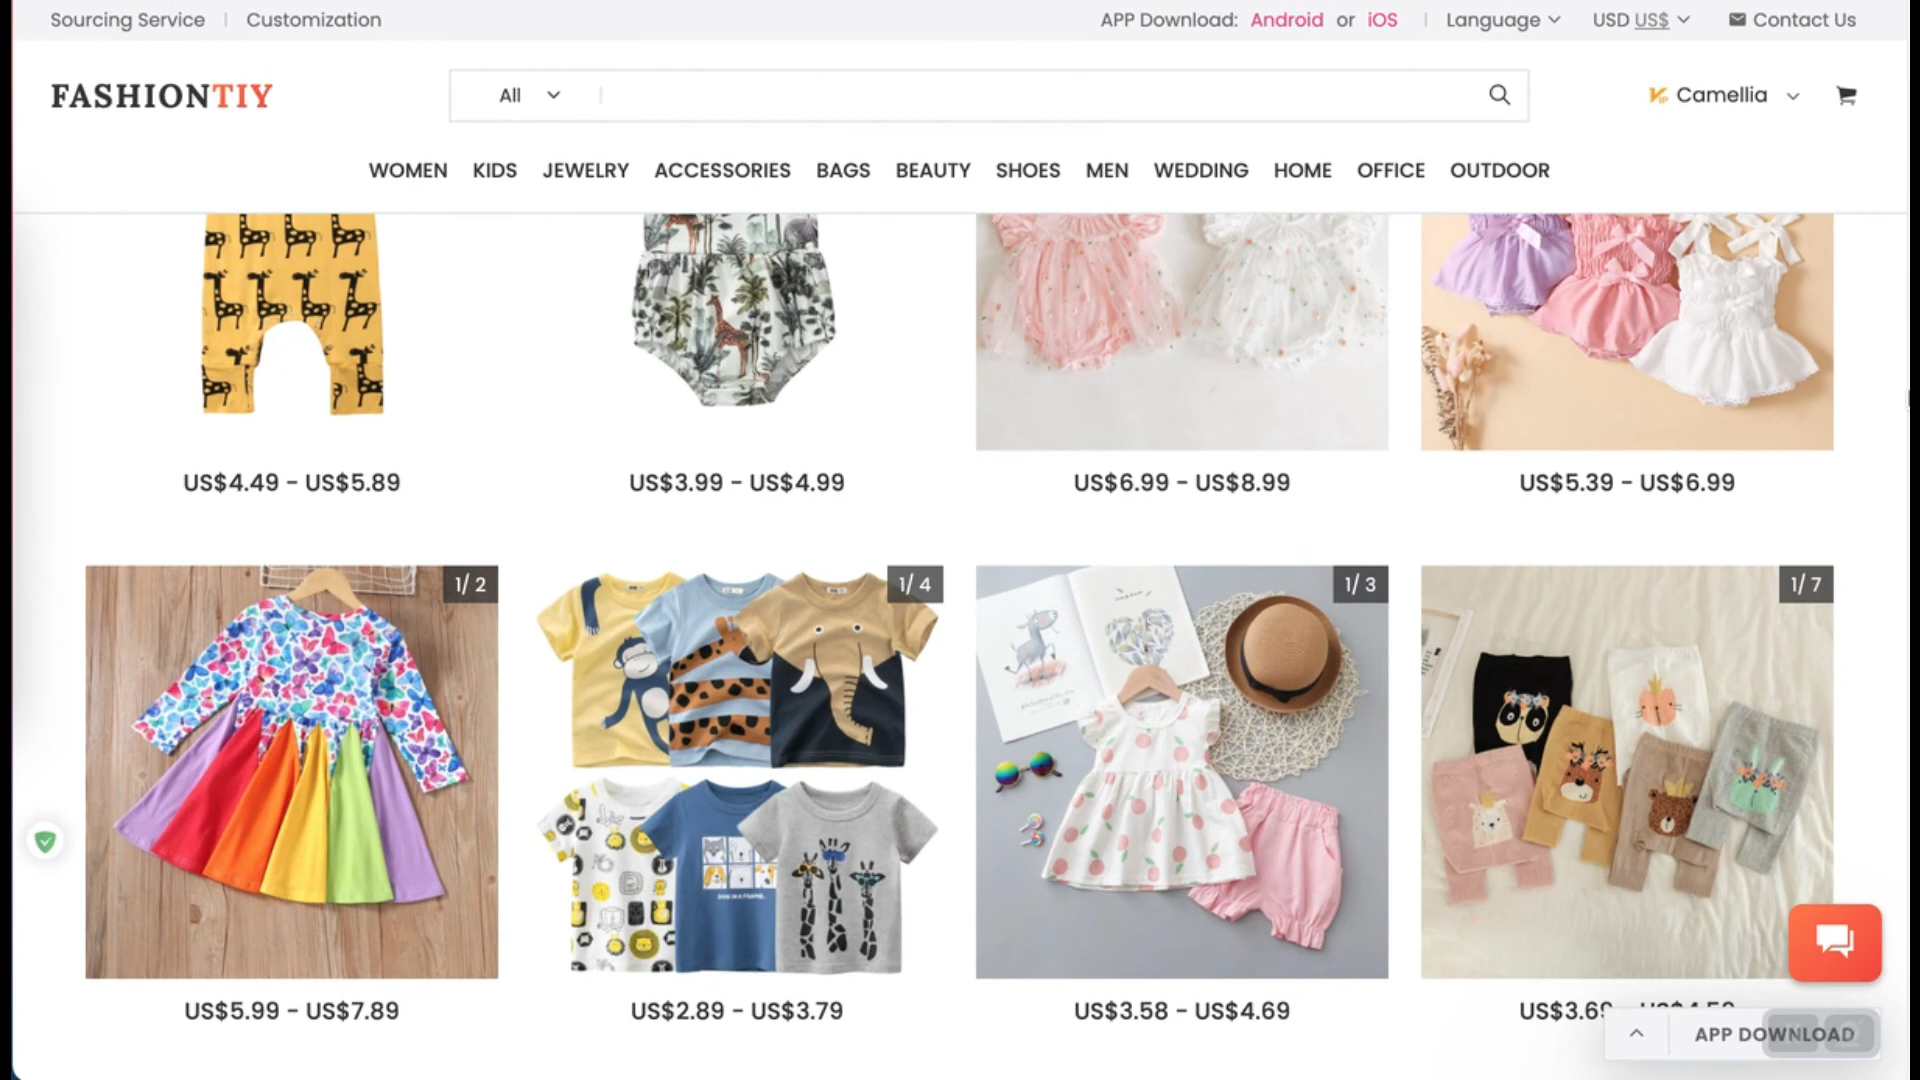 Sourcing Service | Customization
APP Download: Android or iOS | Language USD US$ Contact Us
FASHIONTIY
All
Camellia
WOMEN KIDS JEWELRY ACCESSORIES BAGS BEAUTY SHOES MEN WEDDING HOME OFFICE OUTDOOR
US$4.49 - US$5.89
US$3.99 - US$4.99
US$6.99 - US$8.99
US$5.39 - US$6.99
1/ 2
1/ 4
1/ 3
1/ 7
DOG IN A FRAME.
US$5.99 - US$7.89
US$2.89 - US$3.79
US$3.58 - US$4.69
APP DOWNLOAD